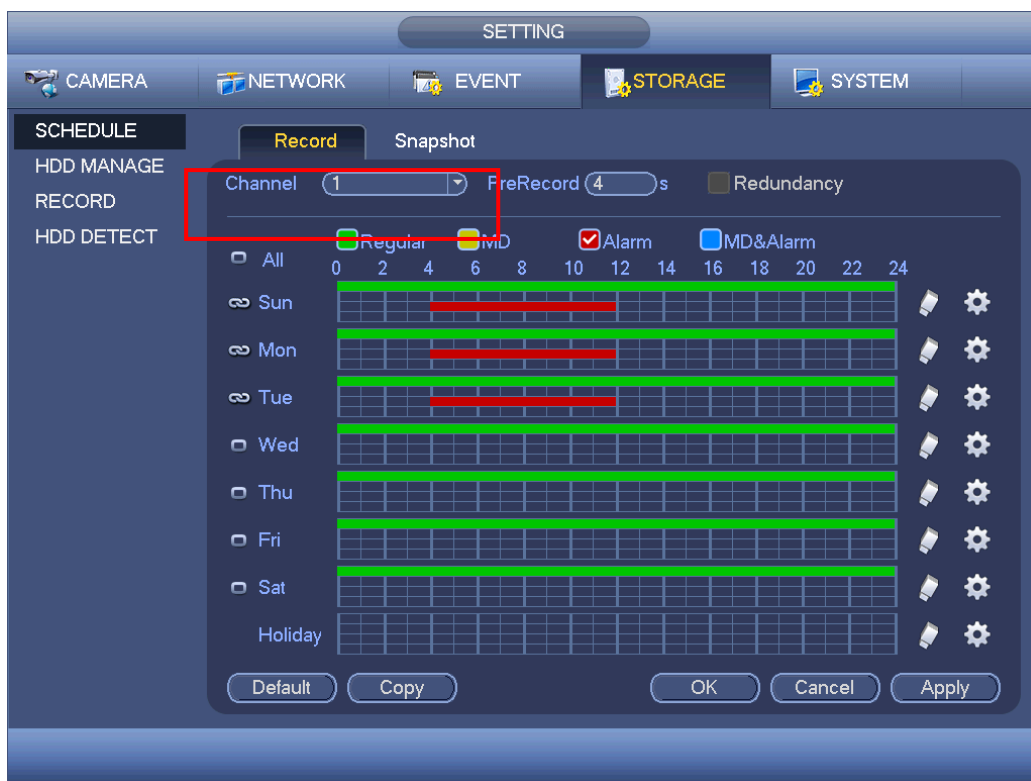 SETTING
CAMERA NETWORK EVENT STORAGE SYSTEM
SCHEDULE
HDD MANAGE
RECORD
HDD DETECT
Record Snapshot
Channel 1 PreRecord 4 s Redundancy
Regular MD Alarm MD&Alarm
All 0 2 4 6 8 10 12 14 16 18 20 22 24
Sun
Mon
Tue
Wed
Thu
Fri
Sat
Holiday
Default Copy OK Cancel Apply